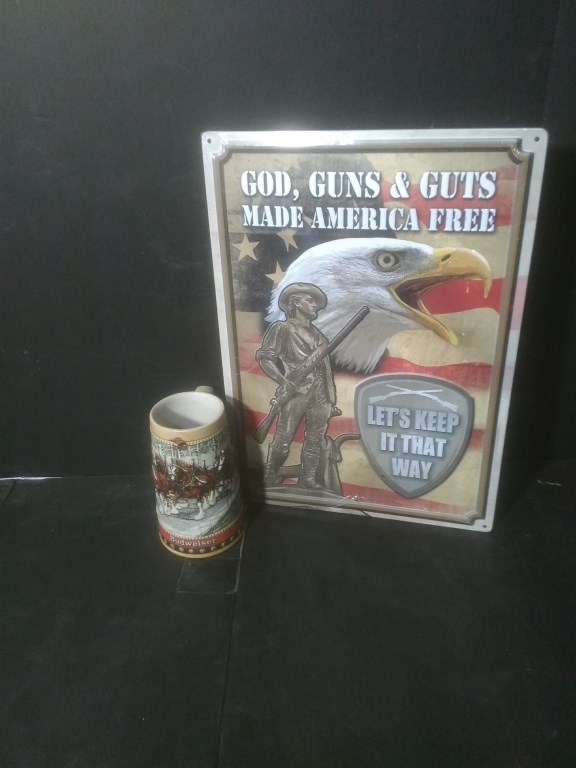 GOD, GUNS & GUTS
MADE AMERICA FREE
LET'S KEEP
IT THAT
WAY
Budweiser